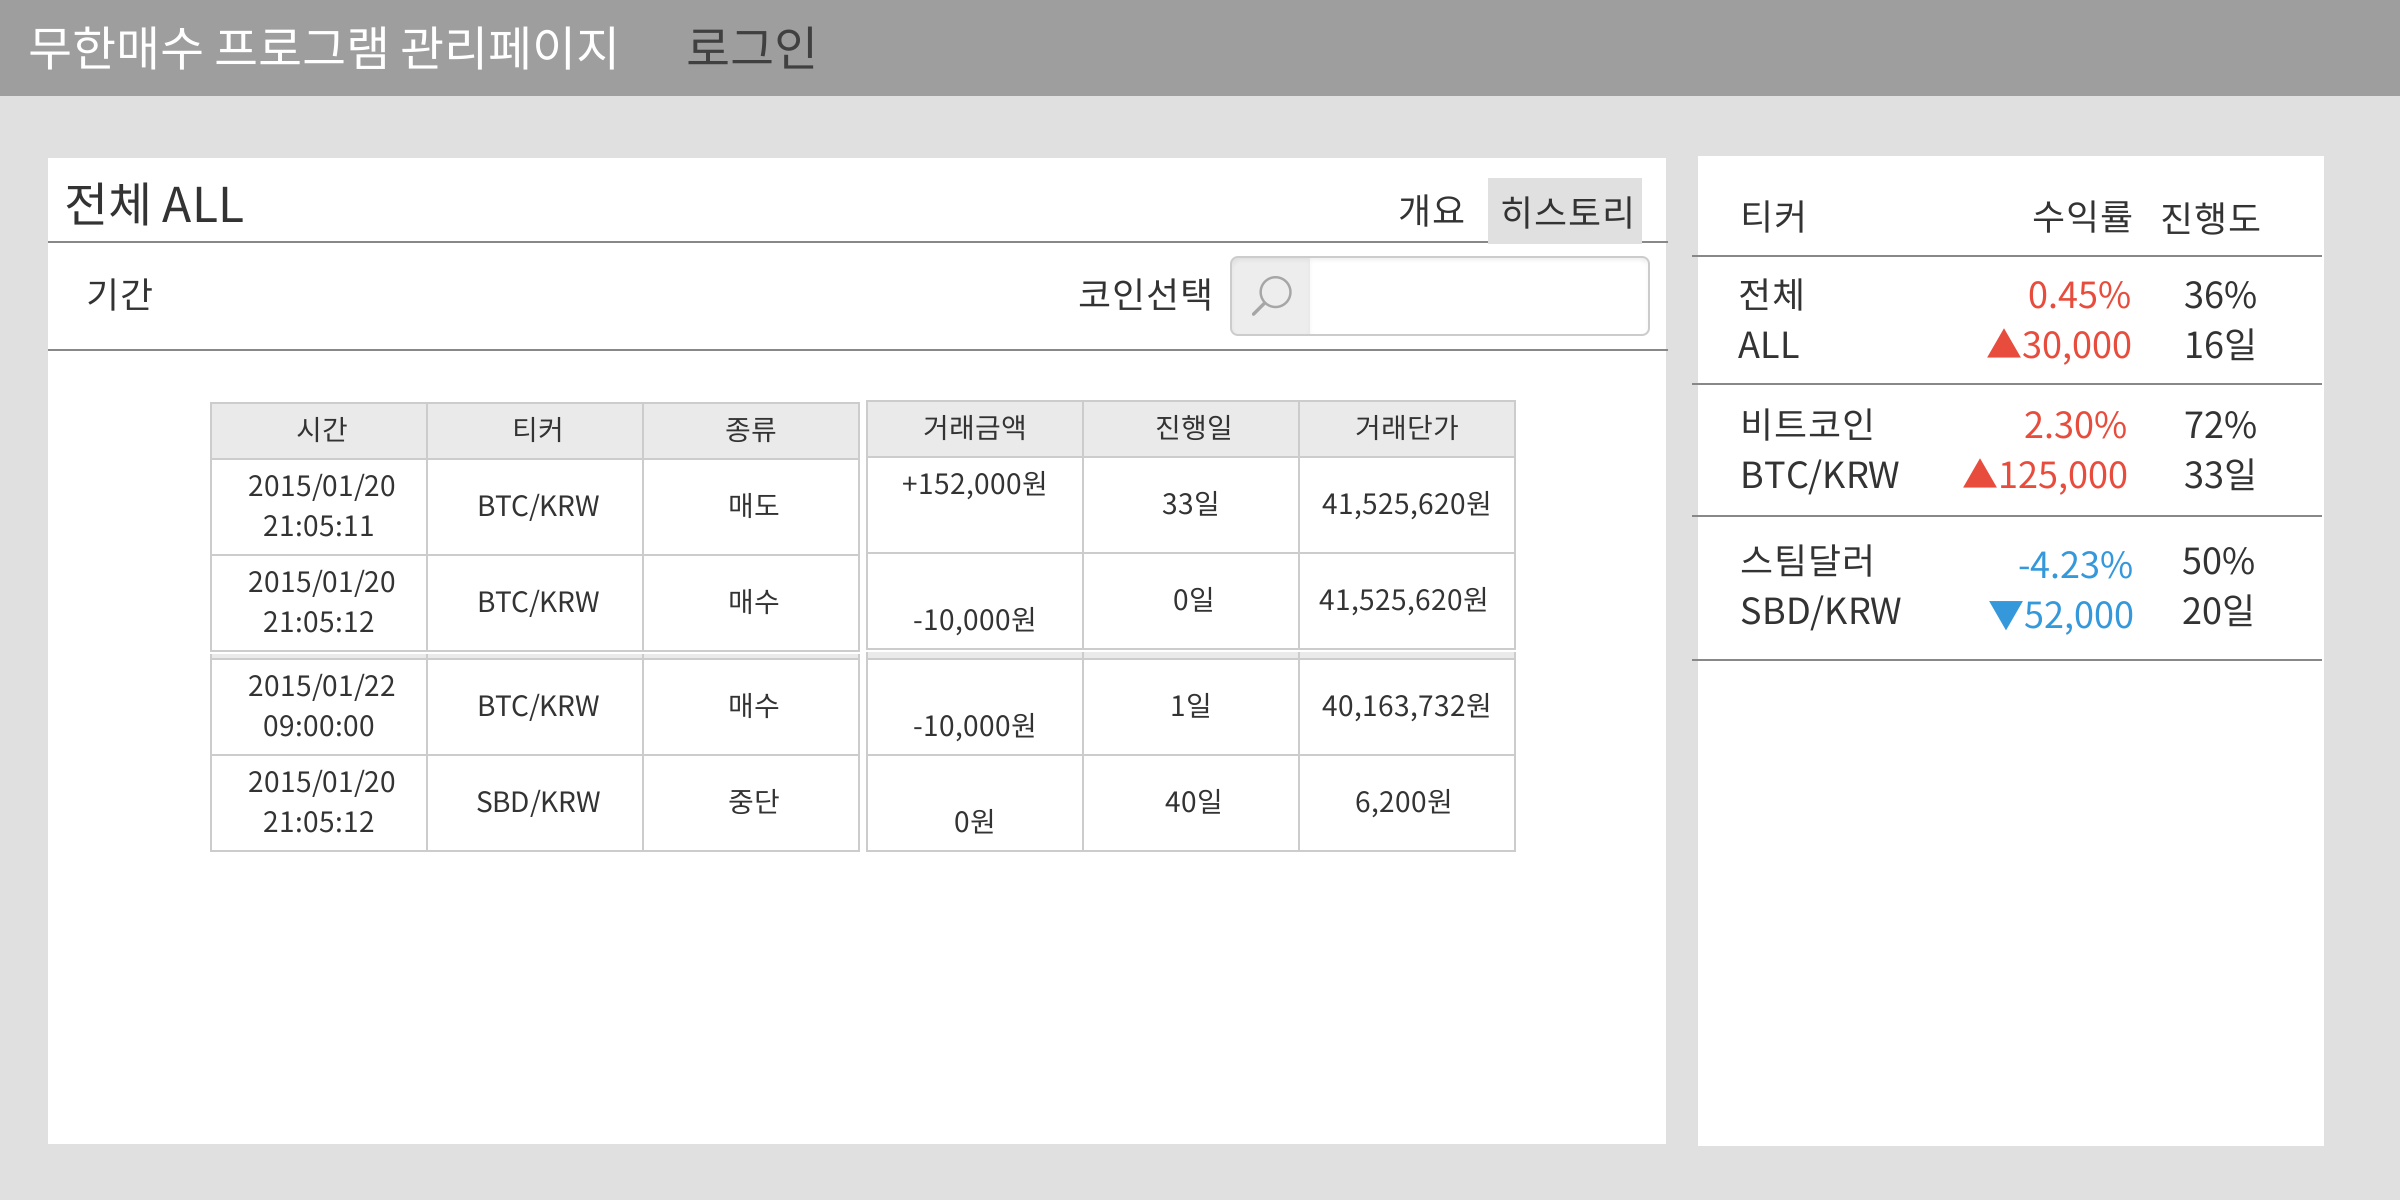 무한매수 프로그램 관리페이지 로그인
전체 ALL 개요 히스토리
기간 코인선택
시간 티커 종류 거래금액 진행일 거래단가
2015/01/20
21:05:11 BTC/KRW 매도 +152,000원 33일 41,525,620원
2015/01/20
21:05:12 BTC/KRW 매수 -10,000원 0일 41,525,620원
2015/01/22
09:00:00 BTC/KRW 매수 -10,000원 1일 40,163,732원
2015/01/20
21:05:12 SBD/KRW 중단 0원 40일 6,200원
티커 수익률 진행도
전체 0.45% 36%
ALL ▲30,000 16일
비트코인 2.30% 72%
BTC/KRW ▲125,000 33일
스팀달러 -4.23% 50%
SBD/KRW ▼52,000 20일